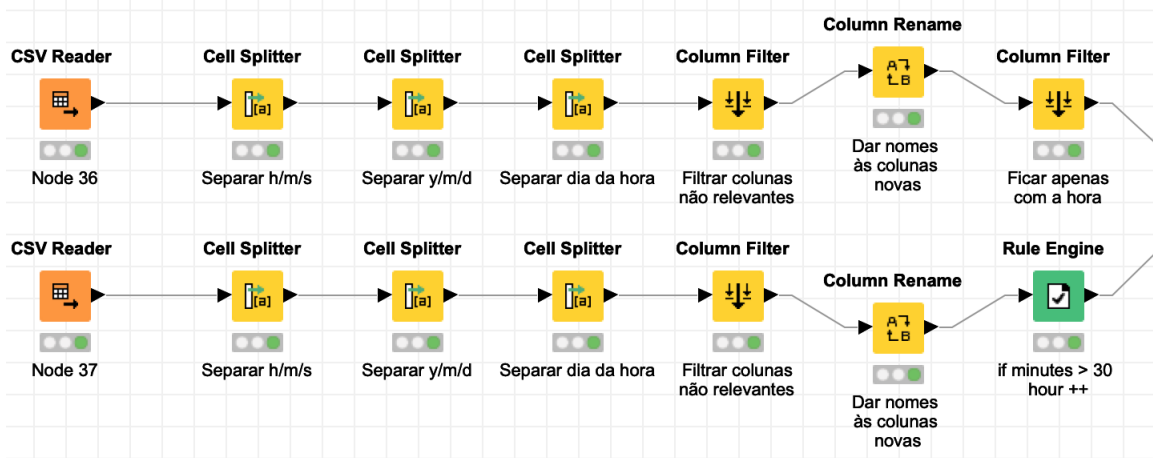 Column Rename
CSV Reader
Cell Splitter
Cell Splitter
Cell Splitter
Column Filter
Column Filter
A
B
[a]
[a]
[a]
Node 36
Separar h/m/s
Separar y/m/d
Separar dia da hora
Filtrar colunas
não relevantes
Dar nomes
às colunas
novas
Ficar apenas
com a hora
CSV Reader
Cell Splitter
Cell Splitter
Cell Splitter
Column Filter
Column Rename
Rule Engine
[a]
[a]
[a]
A
B
Node 37
Separar h/m/s
Separar y/m/d
Separar dia da hora
Filtrar colunas
não relevantes
Dar nomes
às colunas
novas
if minutes > 30
hour ++